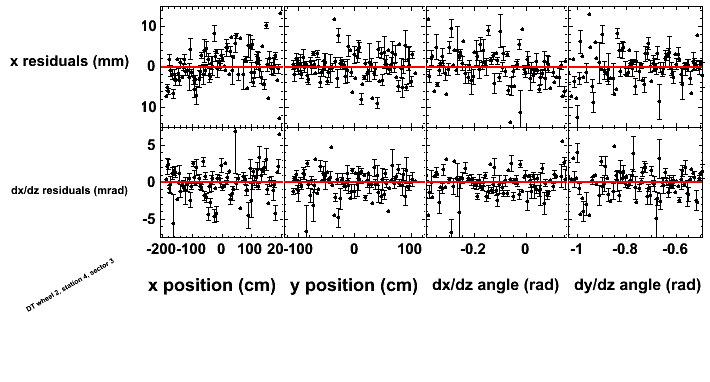 10
x residuals (mm)
0
10
5
dx/dz residuals (mrad)
0
-5
-200 -100 0 100 20 -100 0 100 -0.2 0 -1 -0.8 -0.6
x position (cm) y position (cm) dx/dz angle (rad) dy/dz angle (rad)
DT wheel 2, station 4, sector 3